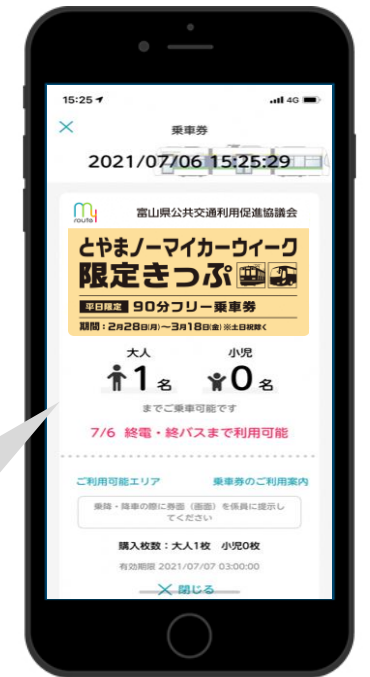 15:25
4G
乗車券
2021/07/06 15:25:29
my route
富山県公共交通利用促進協議会
とやまノーマイカーウィーク
限定きっぷ
平日限定 90分フリー乗車券
期間：2月28日(月)～3月18日(金)※土日祝除く
大人 小児
1名 0名
までご乗車可能です
7/6 終電・終バスまで利用可能
ご利用可能エリア 乗車券のご利用案内
乗降・降車の際に券面（画面）を係員に提示し
てください
購入枚数：大人1枚 小児0枚
有効期限 2021/07/07 03:00:00
閉じる